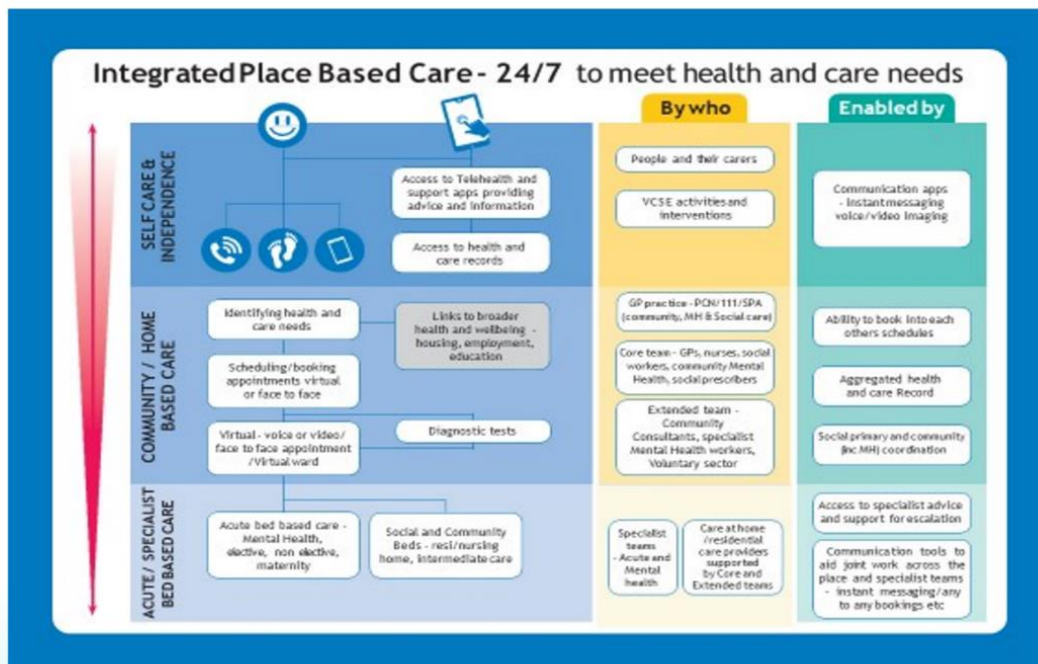 Integrated Place Based Care - 24/7 to meet health and care needs
By who
Enabled by
SELF CARE &
INDEPENDENCE
Access to Telehealth and
support apps providing
advice and information
Access to health and
care records
People and their carers
VCSE activities and
interventions
Communication apps
- instant messaging
voice/video imaging
COMMUNITY / HOME
BASED CARE
Identifying health and
care needs
Links to broader
health and wellbeing -
housing, employment,
education
Scheduling/booking
appointments virtual
or face to face
Virtual - voice or video/
face to face appointment
/Virtual ward
Diagnostic tests
GP practice - PCN/111/SPA
(community, MH & Social care)
Core team - GPs, nurses, social
workers, community Mental
Health, social prescribers
Extended team -
Community
Consultants, specialist
Mental Health workers,
Voluntary sector
Ability to book into each
others schedules
Aggregated health
and care Record
Social primary and community
(inc MH) coordination
ACUTE/ SPECIALIST
BED BASED CARE
Acute bed based care -
Mental Health,
elective, non elective,
maternity
Social and Community
Beds - resi/nursing
home, intermediate care
Specialist
teams
- Acute and
Mental
health
Care at home
/residential
care providers
supported
by Core and
Extended teams
Access to specialist advice
and support for escalation
Communication tools to
aid joint work across the
place and specialist teams
- instant messaging/any
to any bookings etc